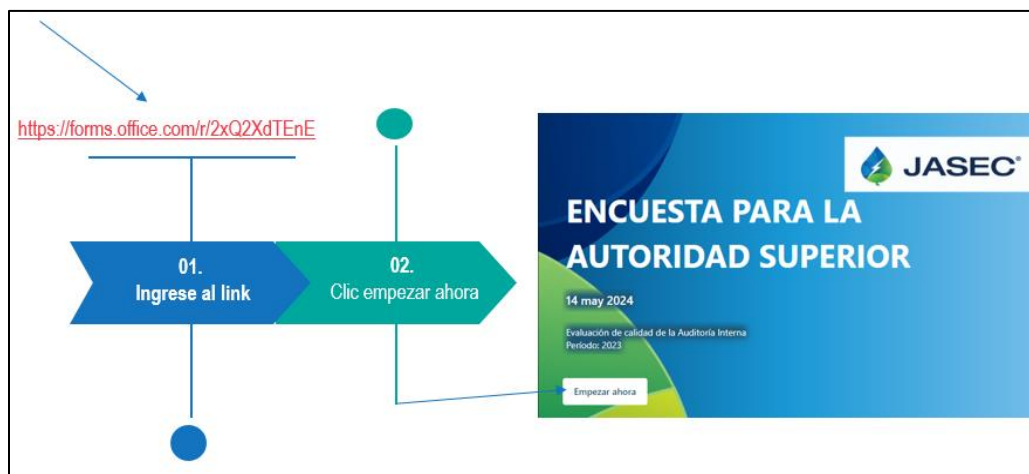 https://forms.office.com/r/2xQ2XdTEnE
01.
Ingrese al link
02.
Clic empezar ahora
JASEC®
ENCUESTA PARA LA
AUTORIDAD SUPERIOR
14 may 2024
Evaluación de calidad de la Auditoría Interna
Período: 2023
Empezar ahora